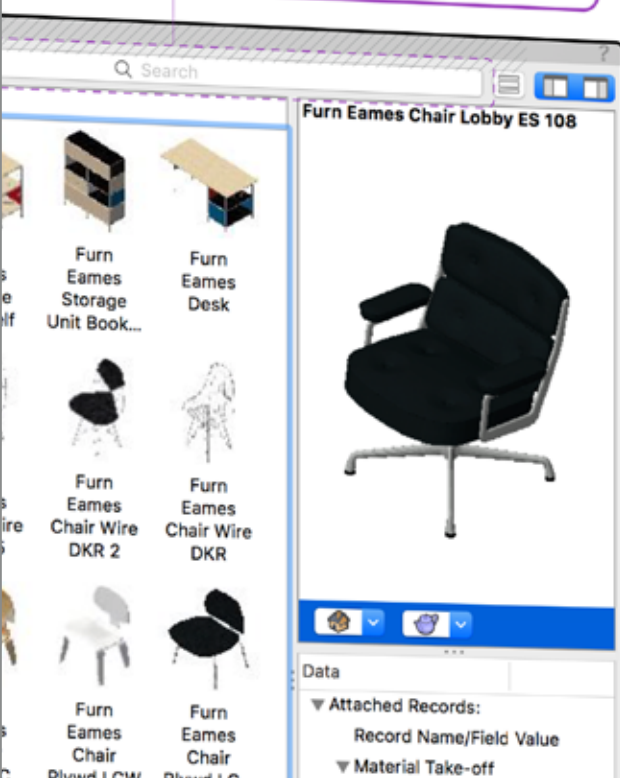 ?
Search
Furn Eames Chair Lobby ES 108
Furn
Eames
Storage
Unit Book...
Furn
Eames
Desk
Furn
Eames
Chair Wire
DKR 2
Furn
Eames
Chair Wire
DKR
Furn
Eames
Chair
Furn
Eames
Chair
Data
Attached Records:
Record Name/Field Value
Material Take-off